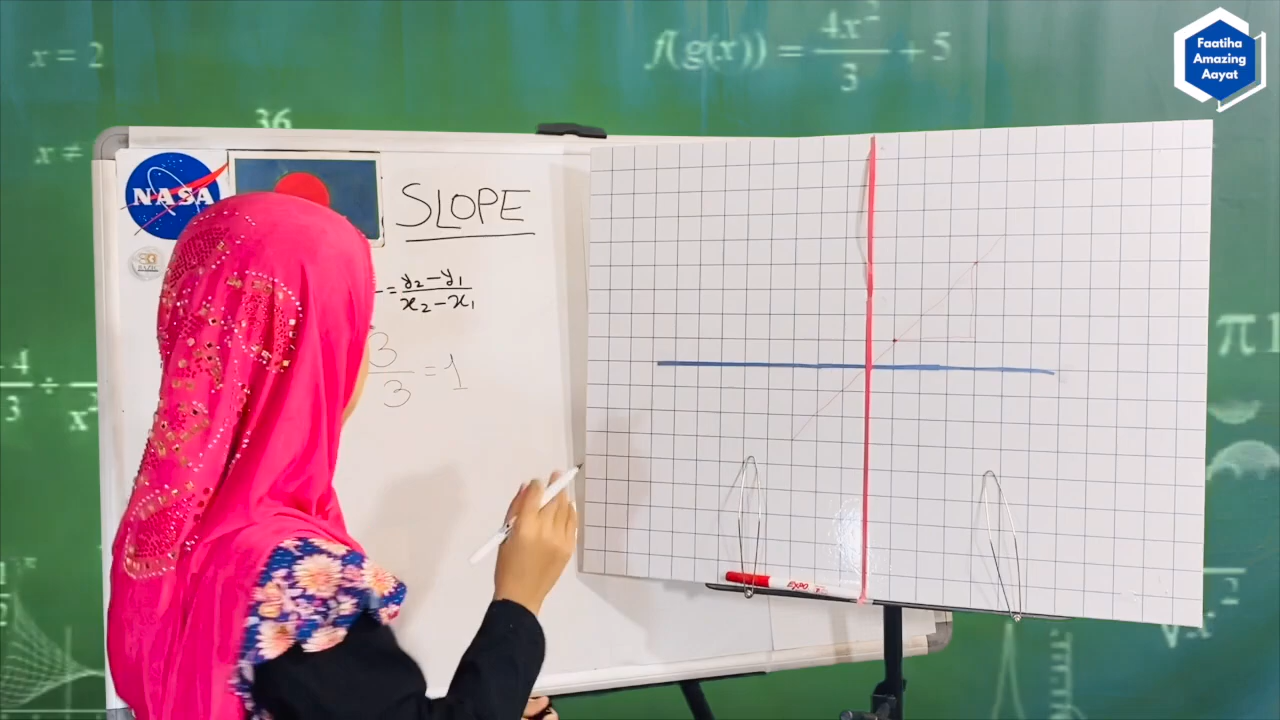 x = 2
f(g(x)) = 4x²/3 + 5
Faatiha
Amazing
Aayat
36
x ≠
NASA
SLOPE
= y₂ – y₁ / x₂ – x₁
3/3 = 1
EXPO